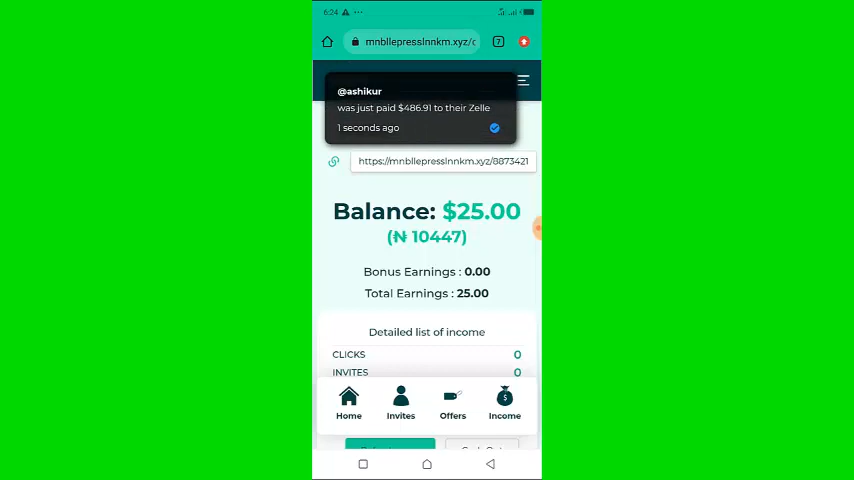 6:24
mnbllepresslnnkm.xyz/c
7
@ashikur
was just paid $486.91 to their Zelle
1 seconds ago
https://mnbllepresslnnkm.xyz/8873421
Balance: $25.00
(₦ 10447)
Bonus Earnings : 0.00
Total Earnings : 25.00
Detailed list of income
CLICKS 0
INVITES 0
Home Invites Offers Income